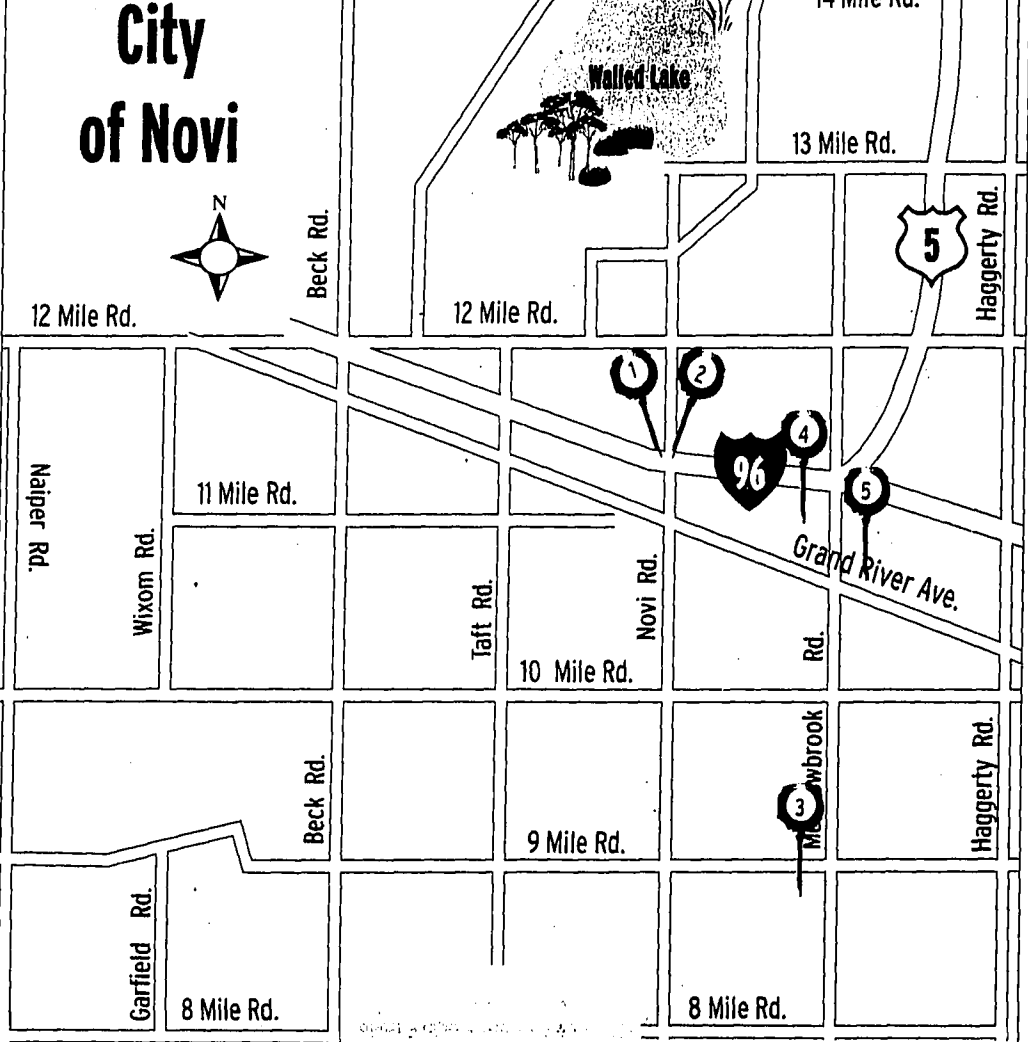 City
of Novi
14 Mile Rd.
Walled Lake
13 Mile Rd.
N
Beck Rd.
5
Haggerty Rd.
12 Mile Rd.
12 Mile Rd.
1
2
4
96
5
Naiper Rd.
11 Mile Rd.
Wixom Rd.
Grand River Ave.
Taft Rd.
Novi Rd.
Rd.
10 Mile Rd.
Beck Rd.
Haggerty Rd.
3
9 Mile Rd.
Garfield Rd.
8 Mile Rd.
8 Mile Rd.